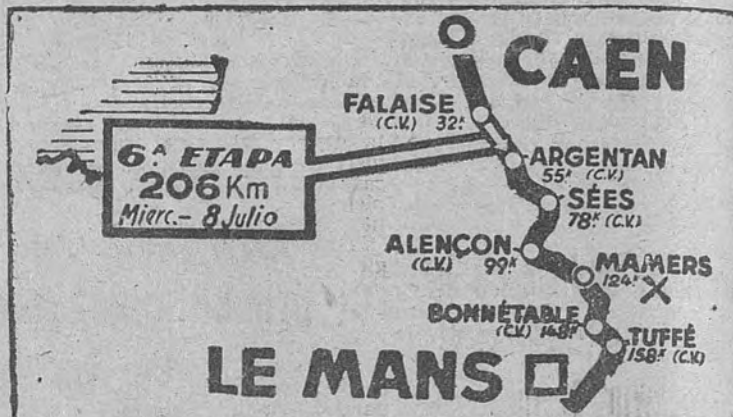 CAEN
FALAISE
(C.V.) 32ᴷ
6ᴬ ETAPA
206 Km
Mierc.- 8 Julio
ARGENTAN
55ᴷ (C.V.)
SÉES
78ᴷ (C.V.)
ALENÇON
(C.V.) 99ᴷ
MAMERS
124ᴷ X
BONNÉTABLE
(C.V.) 148ᴷ
TUFFÉ
158ᴷ (C.V.)
LE MANS